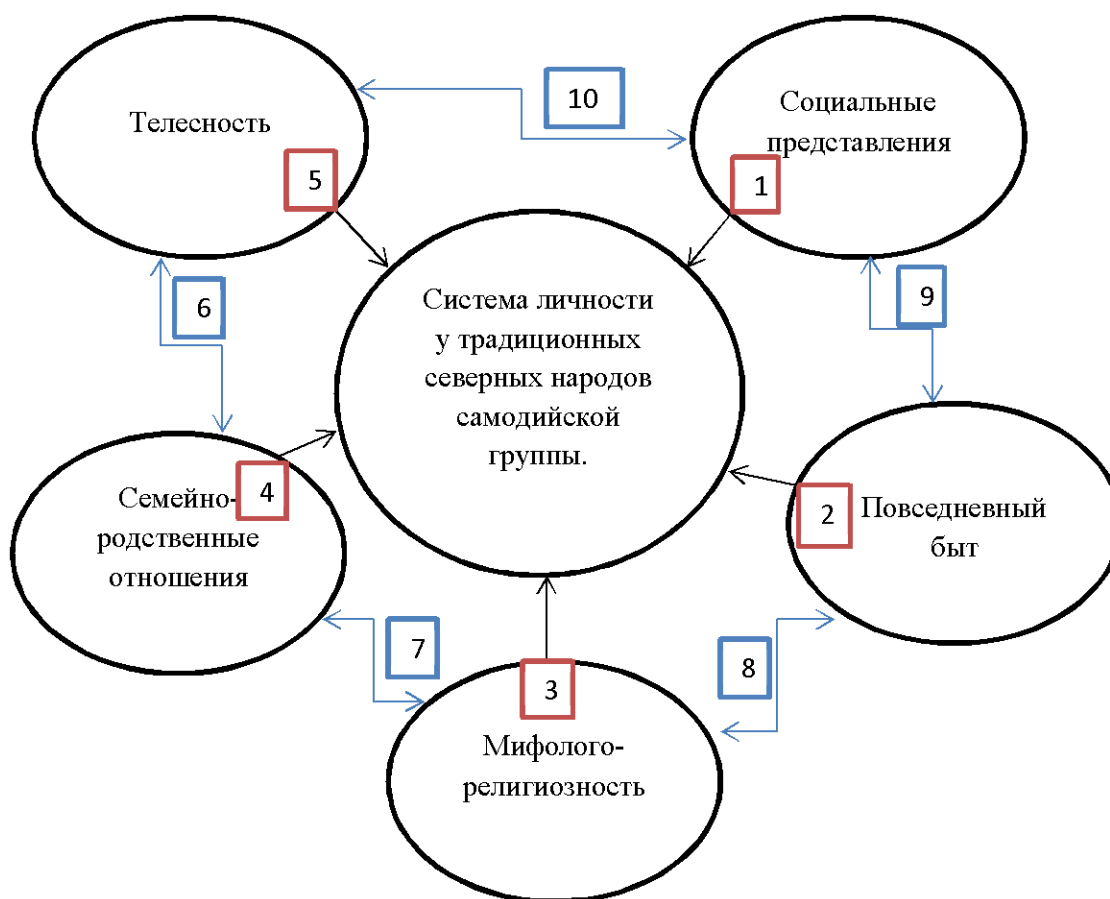 Телесность
5
10
Социальные
представления
1
6
9
Система личности
у традиционных
северных народов
самодийской
группы.
4
Семейно-
родственные
отношения
2
Повседневный
быт
7
8
3
Мифолого-
религиозность